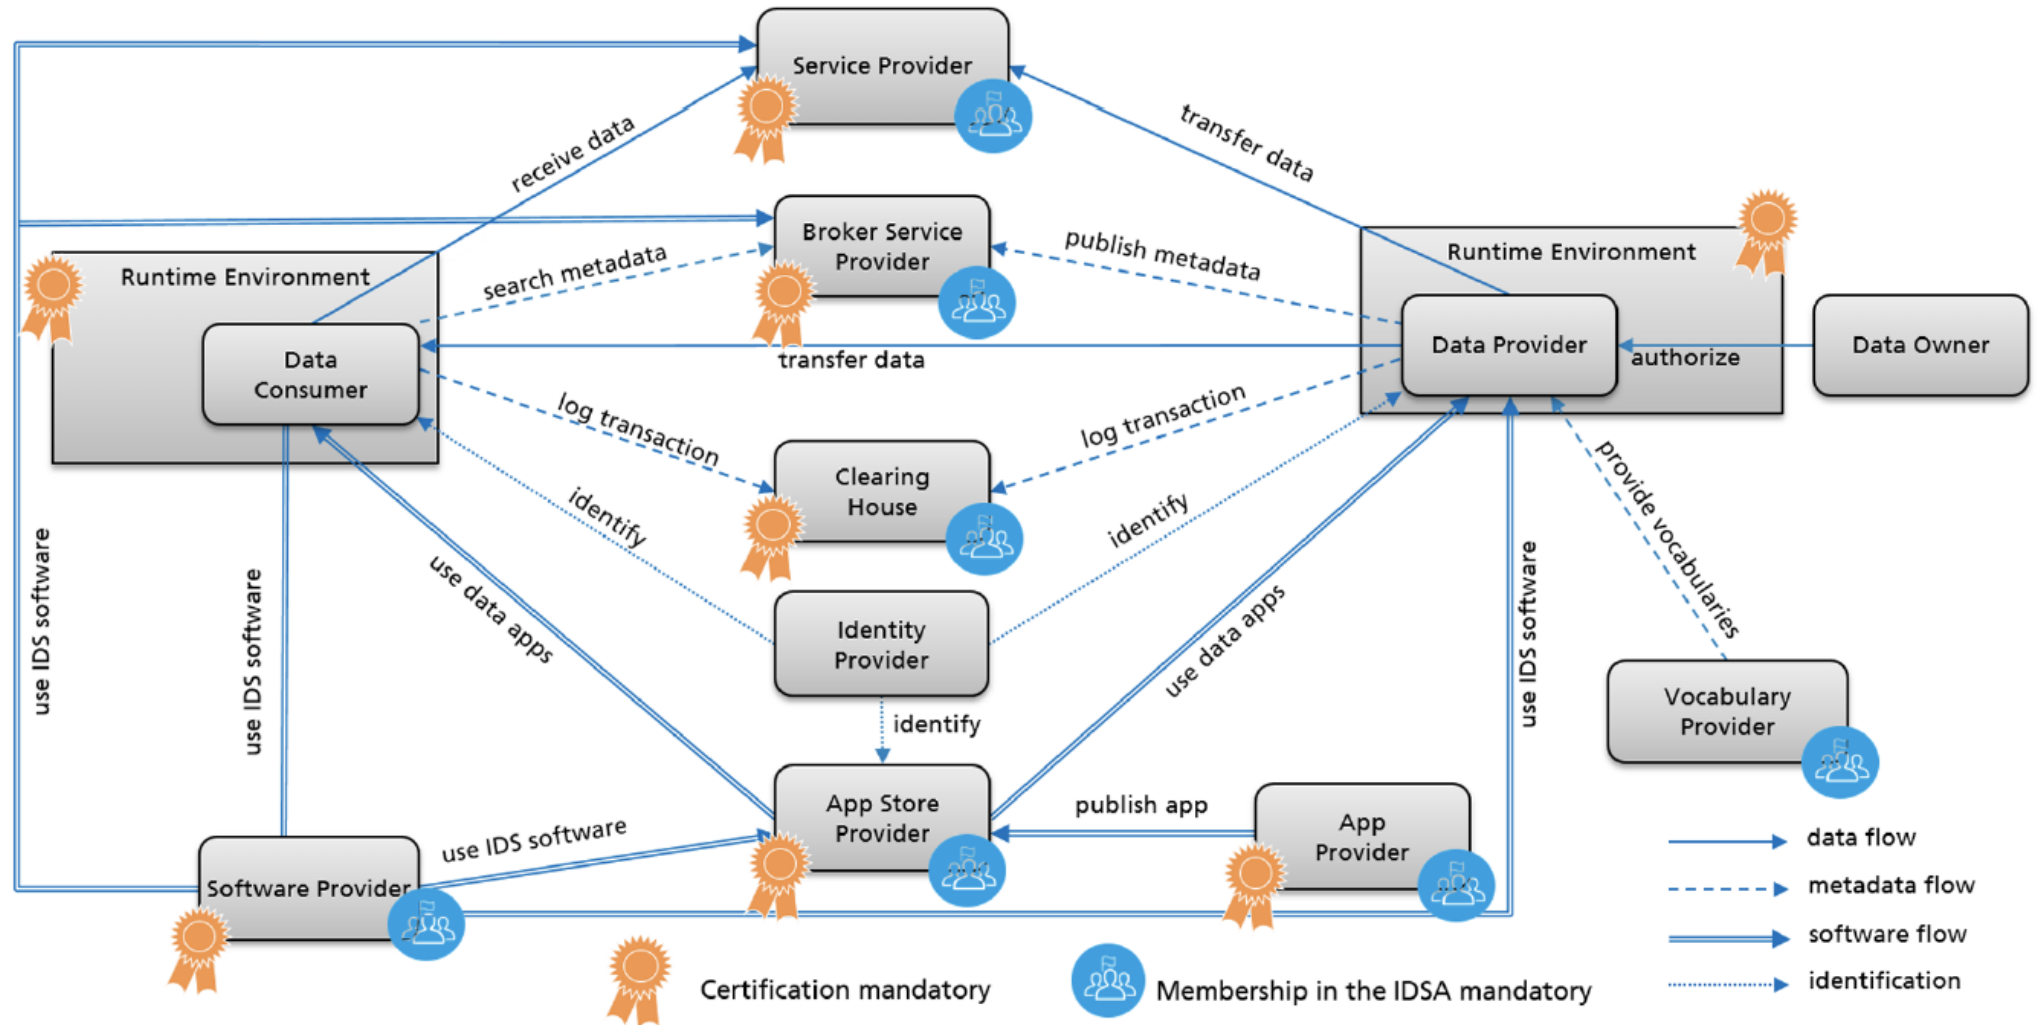 Service Provider
receive data
transfer data
Broker Service
Provider
search metadata
publish metadata
Runtime Environment
Runtime Environment
Data
Consumer
transfer data
Data Provider
authorize
Data Owner
log transaction
log transaction
Clearing
House
identify
identify
provide vocabularies
use IDS software
use IDS software
use data apps
Identity
Provider
use data apps
use IDS software
identify
Vocabulary
Provider
App Store
Provider
publish app
App
Provider
use IDS software
Software Provider
data flow
metadata flow
software flow
identification
Certification mandatory
Membership in the IDSA mandatory